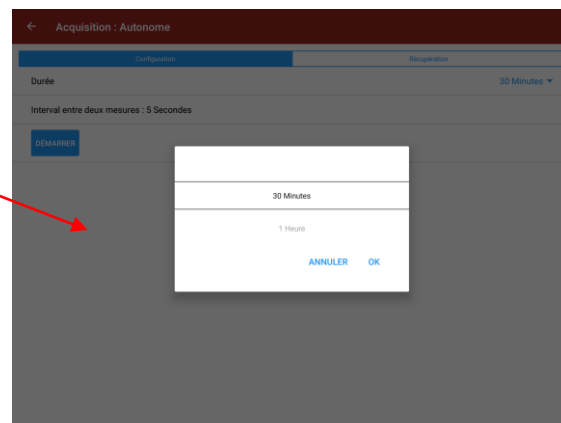 Acquisition : Autonome
Configuration
Récupération
Durée
30 Minutes
Interval entre deux mesures : 5 Secondes
DÉMARRER
30 Minutes
1 Heure
ANNULER OK